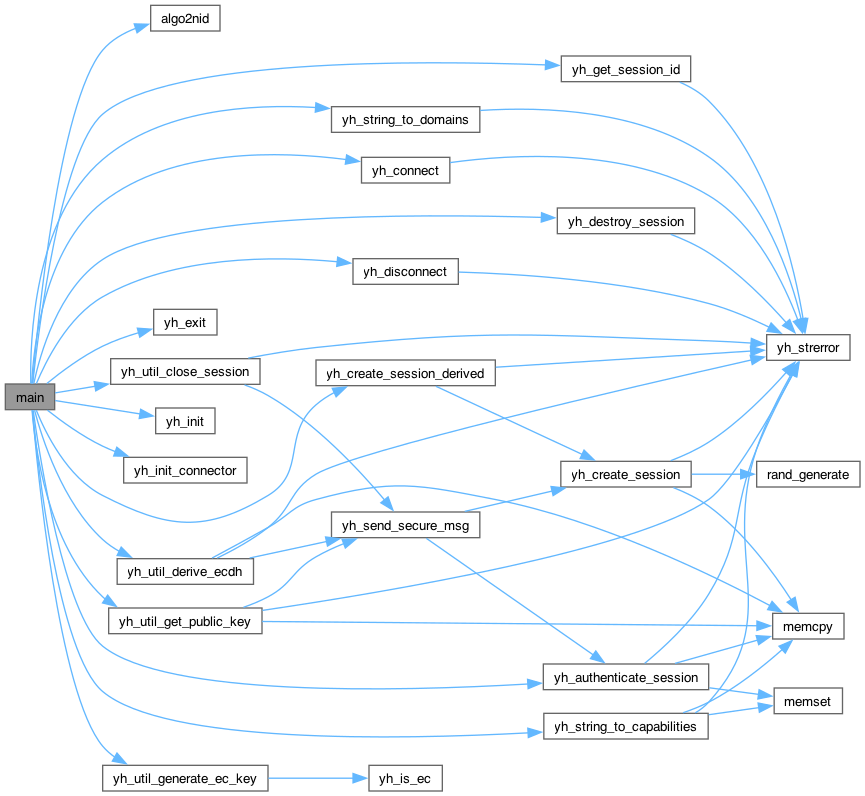 algo2nid
yh_get_session_id
yh_string_to_domains
yh_connect
yh_destroy_session
yh_disconnect
yh_exit
yh_strerror
yh_util_close_session
yh_create_session_derived
main
yh_init
yh_init_connector
yh_create_session
rand_generate
yh_send_secure_msg
yh_util_derive_ecdh
yh_util_get_public_key
memcpy
yh_authenticate_session
memset
yh_string_to_capabilities
yh_util_generate_ec_key
yh_is_ec